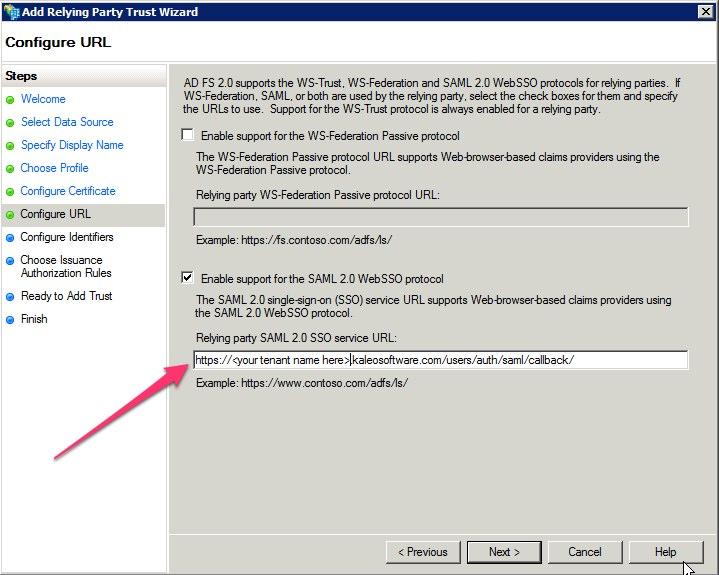 Add Relying Party Trust Wizard
Configure URL
Steps
Welcome
Select Data Source
Specify Display Name
Choose Profile
Configure Certificate
Configure URL
Configure Identifiers
Choose Issuance
Authorization Rules
Ready to Add Trust
Finish
AD FS 2.0 supports the WS-Trust, WS-Federation and SAML 2.0 WebSSO protocols for relying parties. If
WS-Federation, SAML, or both are used by the relying party, select the check boxes for them and specify
the URLs to use. Support for the WS-Trust protocol is always enabled for a relying party.
Enable support for the WS-Federation Passive protocol
The WS-Federation Passive protocol URL supports Web-browser-based claims providers using the
WS-Federation Passive protocol.
Relying party WS-Federation Passive protocol URL:
Example: https://fs.contoso.com/adfs/ls/
Enable support for the SAML 2.0 WebSSO protocol
The SAML 2.0 single-sign-on (SSO) service URL supports Web-browser-based claims providers using
the SAML 2.0 WebSSO protocol.
Relying party SAML 2.0 SSO service URL:
https://<your tenant name here>.kaleosoftware.com/users/auth/saml/callback/
Example: https://www.contoso.com/adfs/ls/
< Previous
Next >
Cancel
Help